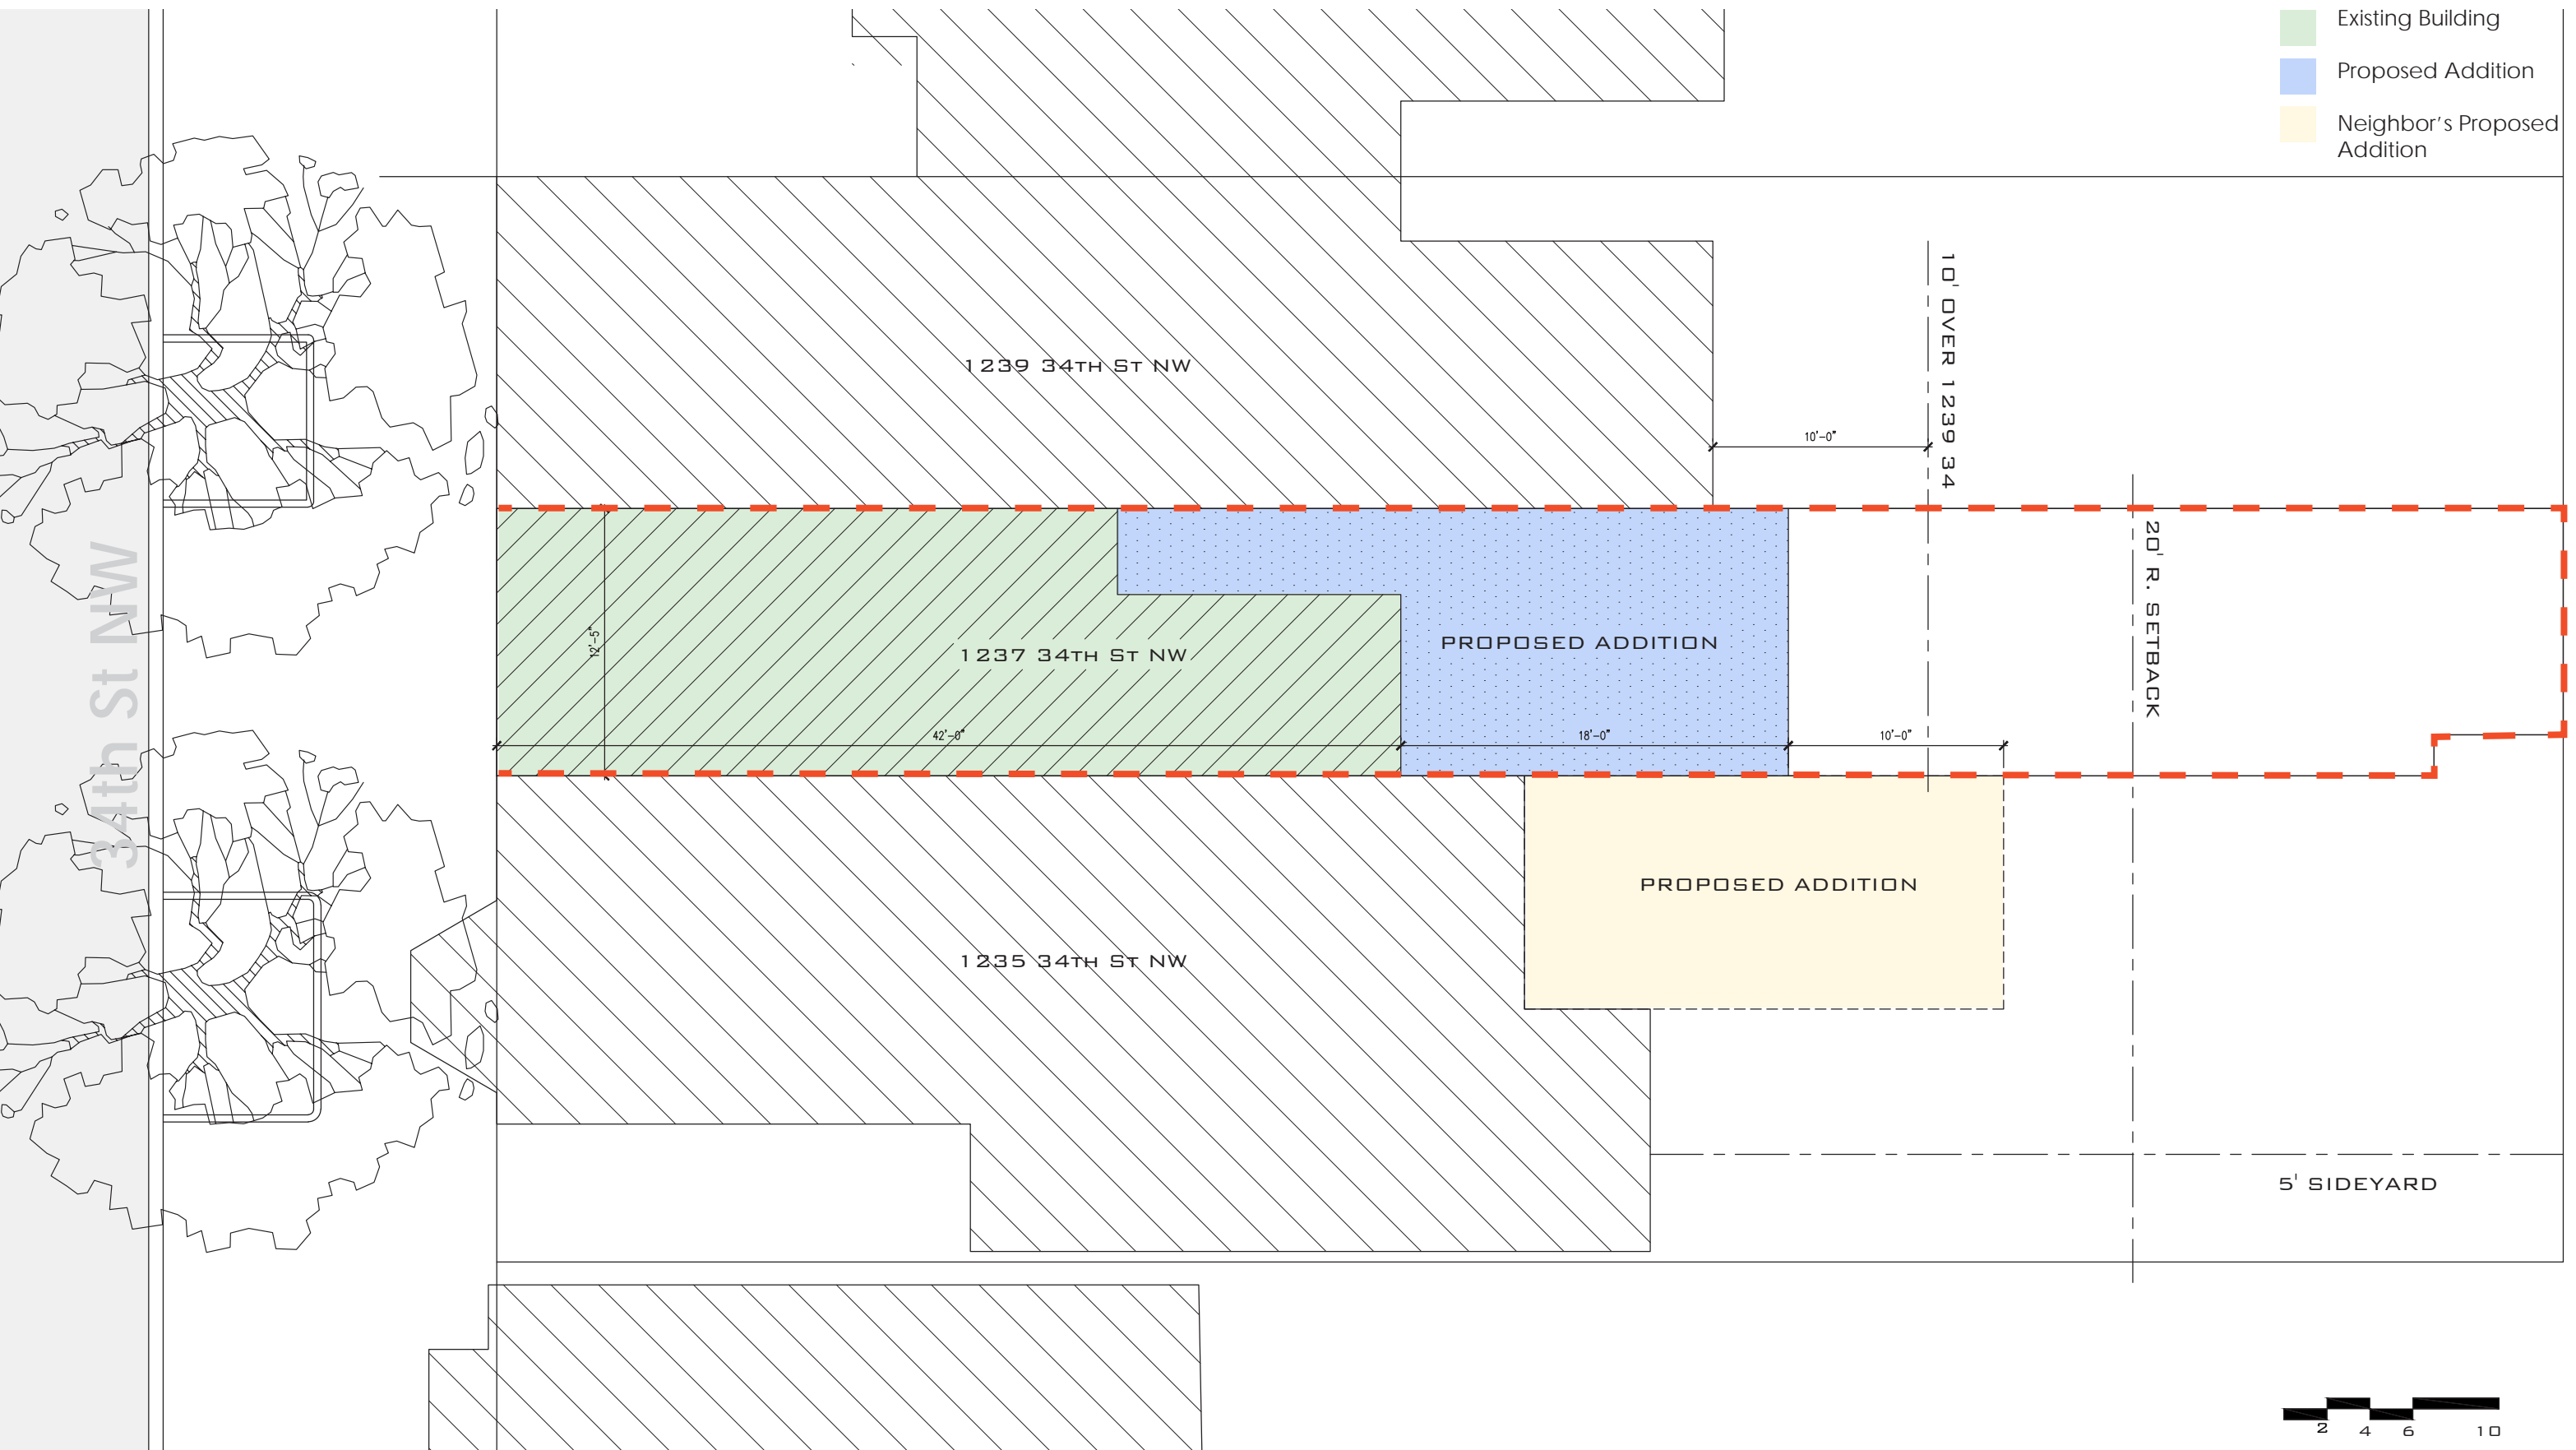 Existing Building
Proposed Addition
Neighbor's Proposed
Addition
10' OVER 1239 34
1239 34TH ST NW
10'-0"
20' R. SETBACK
34th St NW
12'-5"
1237 34TH ST NW
PROPOSED ADDITION
42'-0"
18'-0"
10'-0"
PROPOSED ADDITION
1235 34TH ST NW
5' SIDEYARD
2 4 6 10